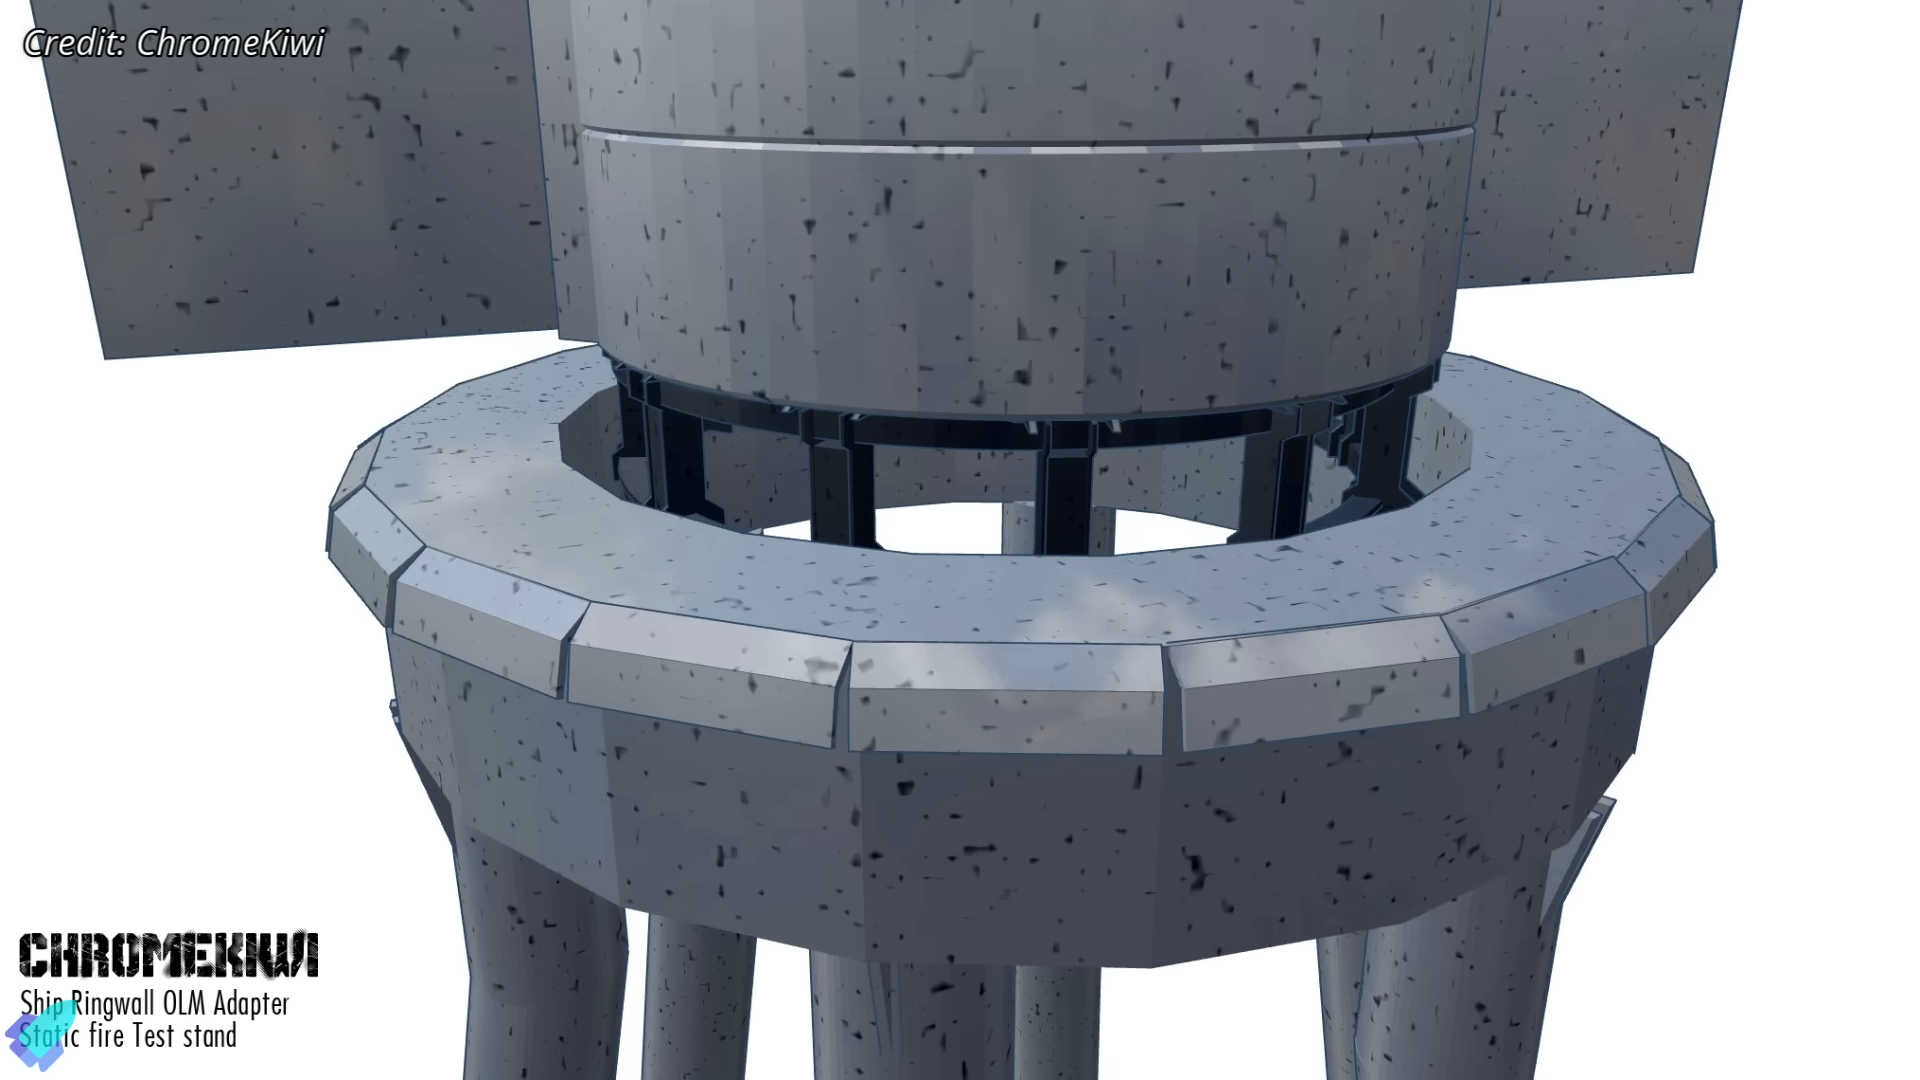 Credit: ChromeKiwi
CHROMEKIWI
Ship Ringwall OLM Adapter
Static fire Test stand